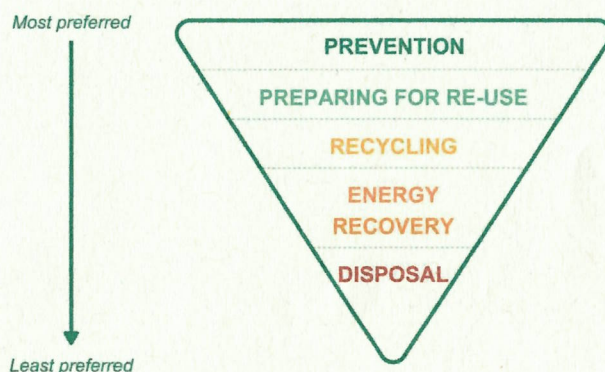 Most preferred
PREVENTION
PREPARING FOR RE-USE
RECYCLING
ENERGY
RECOVERY
DISPOSAL
Least preferred